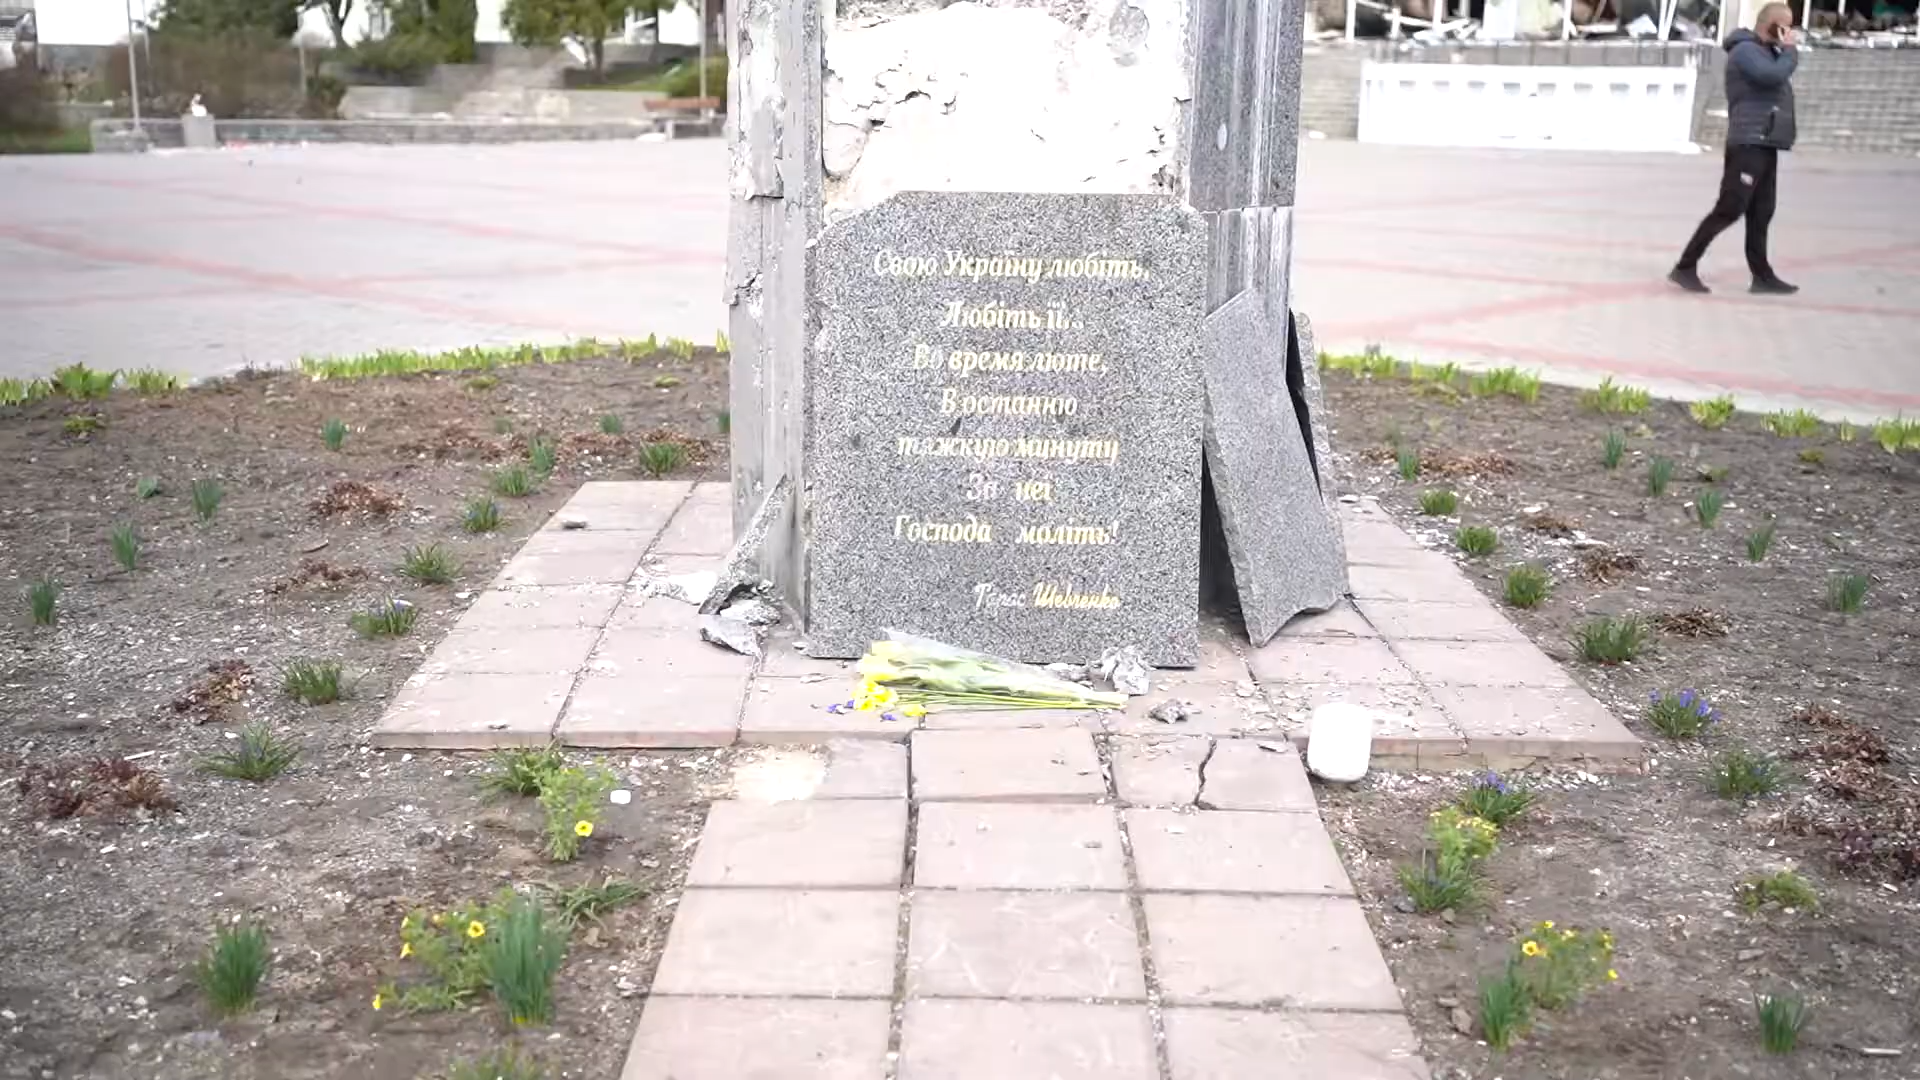 Свою Україну любіть.
Любіть її...
Во время люте,
В останню
тяжкую минуту
За неї
Господа моліть!
Тарас Шевченко